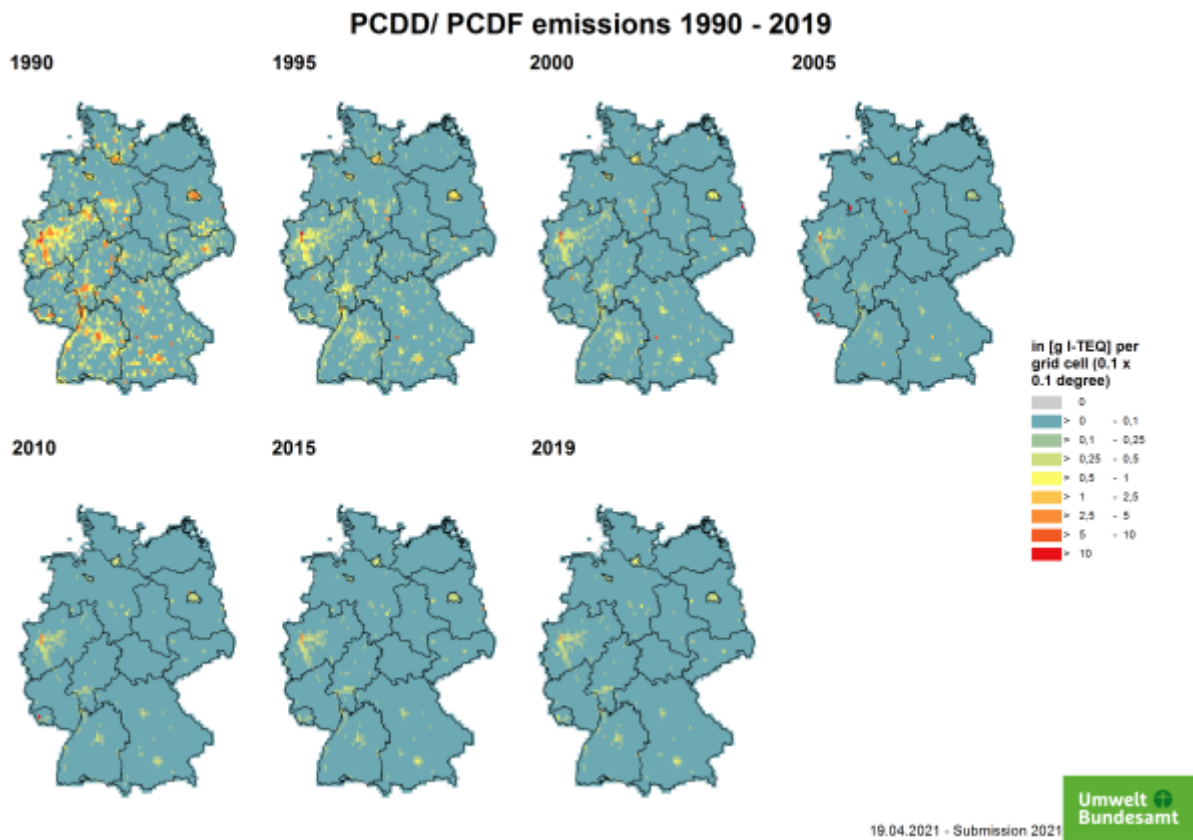 PCDD/ PCDF emissions 1990 - 2019
1990
1995
2000
2005
in [g I-TEQ] per
grid cell (0.1 x
0.1 degree)
0
> 0 - 0,1
> 0,1 - 0,25
> 0,25 - 0,5
> 0,5 - 1
> 1 - 2,5
> 2,5 - 5
> 5 - 10
> 10
2010
2015
2019
Umwelt
Bundesamt
19.04.2021 - Submission 2021